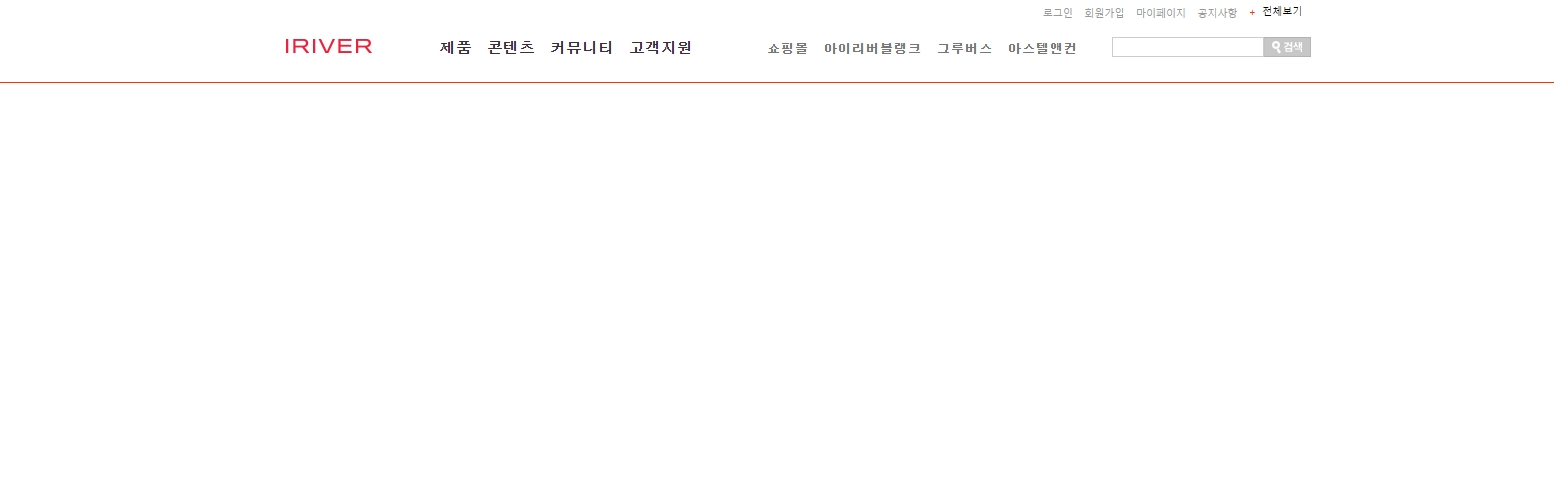 로그인 회원가입 마이페이지 공지사항 + 전체보기
IRIVER 제품 콘텐츠 커뮤니티 고객지원 쇼핑몰 아이리버블랭크 그루버스 아스텔앤컨 검색